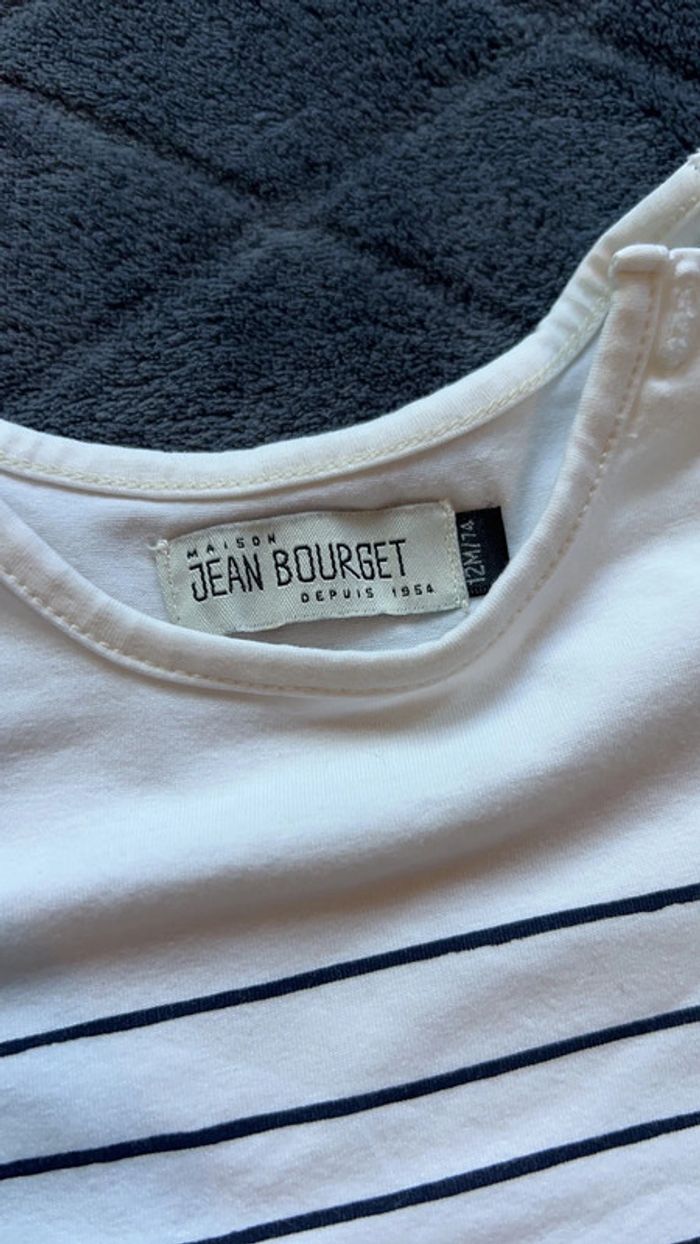 MAISON
JEAN BOURGET
DEPUIS 1954
12M/74